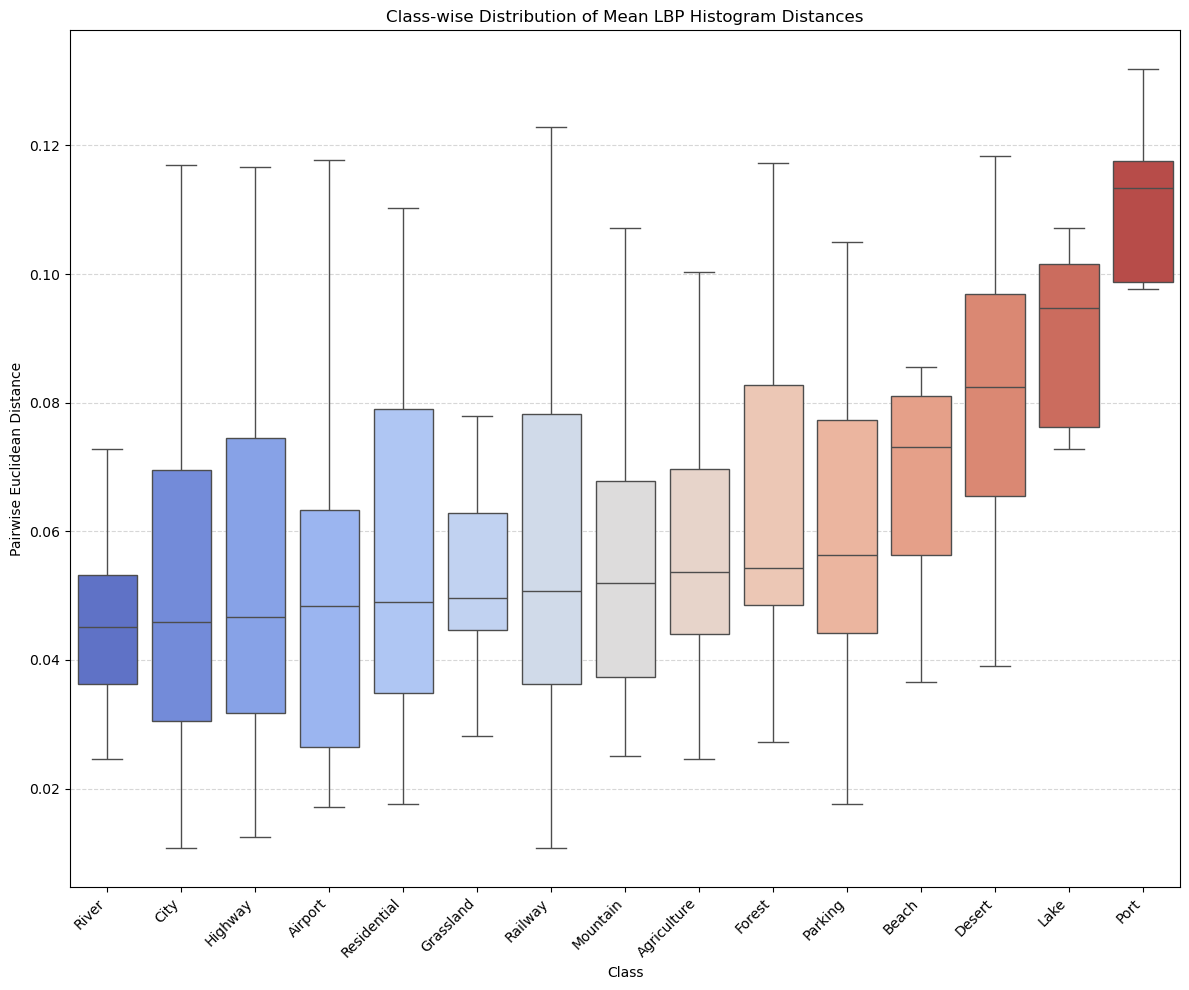 Class-wise Distribution of Mean LBP Histogram Distances
Pairwise Euclidean Distance
0.12
0.10
0.08
0.06
0.04
0.02
River
City
Highway
Airport
Residential
Grassland
Railway
Mountain
Agriculture
Forest
Parking
Beach
Desert
Lake
Port
Class